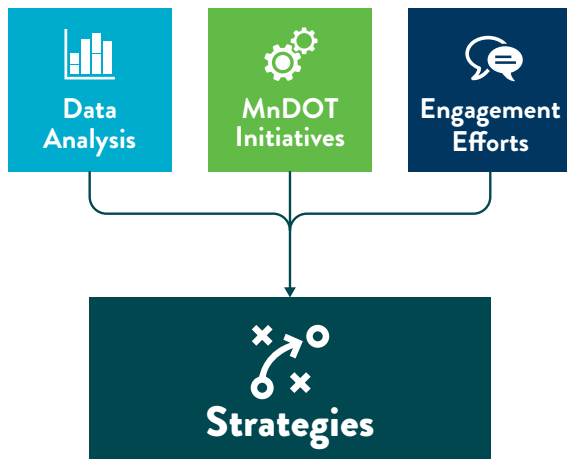 Data
Analysis
MnDOT
Initiatives
Engagement
Efforts
Strategies